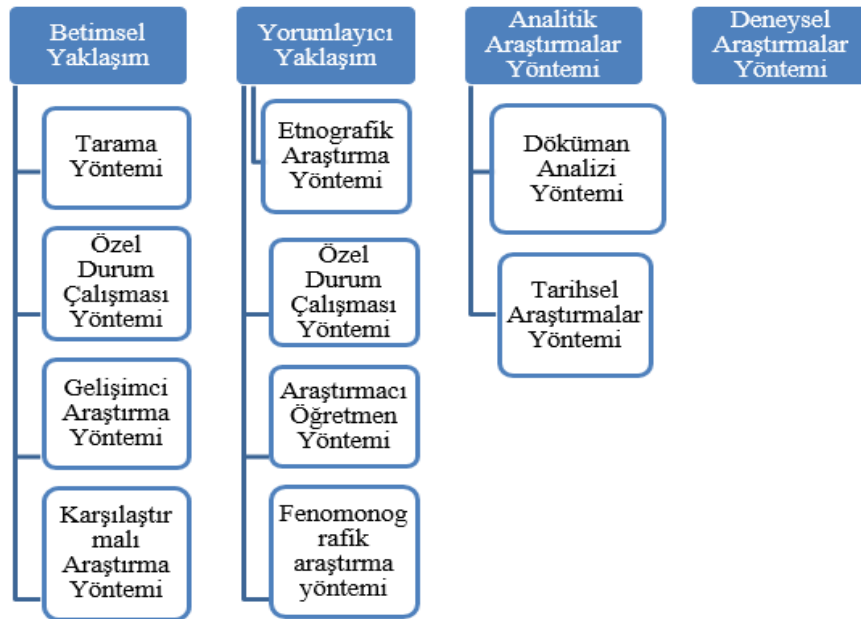 Betimsel
Yaklaşım
Tarama
Yöntemi
Özel
Durum
Çalışması
Yöntemi
Gelişimci
Araştırma
Yöntemi
Karşılaştır
malı
Araştırma
Yöntemi
Yorumlayıcı
Yaklaşım
Etnografik
Araştırma
Yöntemi
Özel
Durum
Çalışması
Yöntemi
Araştırmacı
Öğretmen
Yöntemi
Fenomonog
rafik
araştırma
yöntemi
Analitik
Araştırmalar
Yöntemi
Döküman
Analizi
Yöntemi
Tarihsel
Araştırmalar
Yöntemi
Deneysel
Araştırmalar
Yöntemi